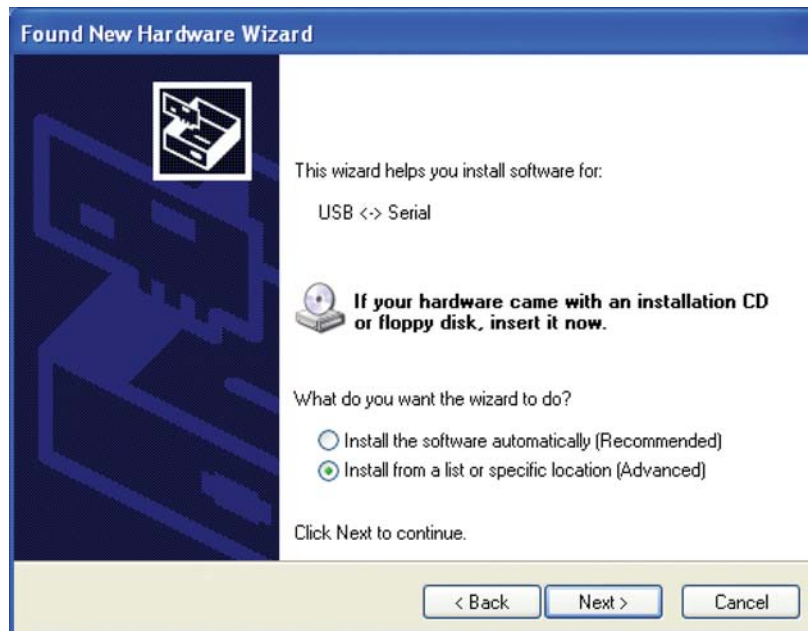 Found New Hardware Wizard
This wizard helps you install software for:
USB <-> Serial
If your hardware came with an installation CD
or floppy disk, insert it now.
What do you want the wizard to do?
Install the software automatically (Recommended)
Install from a list or specific location (Advanced)
Click Next to continue.
< Back
Next >
Cancel